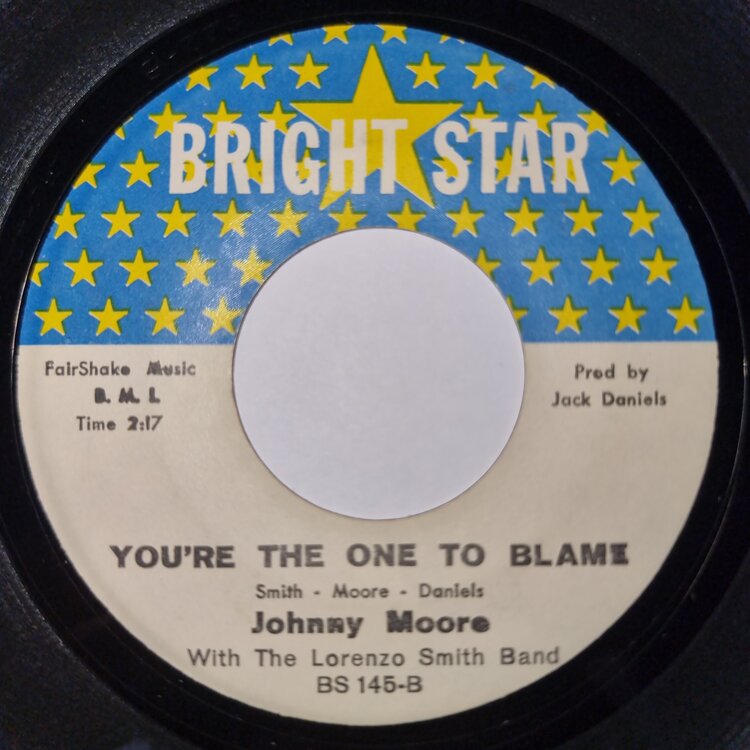 BRIGHT STAR
FairShake Music
B. M. I.
Time 2:17
Prod by
Jack Daniels
YOU'RE THE ONE TO BLAME
Smith - Moore - Daniels
Johnny Moore
With The Lorenzo Smith Band
BS 145-B